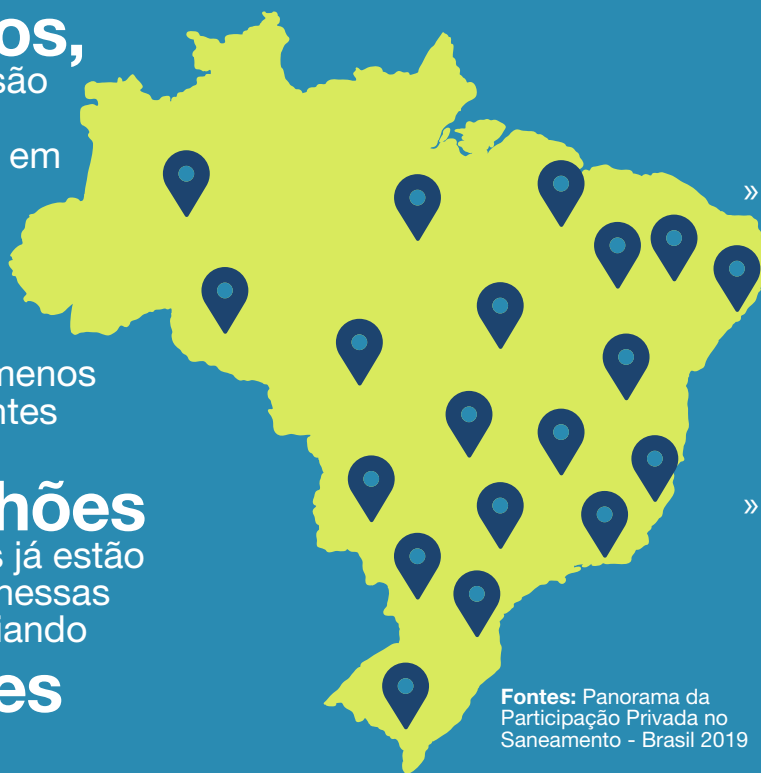 os,
são
em
»
menos
ntes
hões
s já estão
nessas
iando
es
»
Fontes: Panorama da
Participação Privada no
Saneamento - Brasil 2019